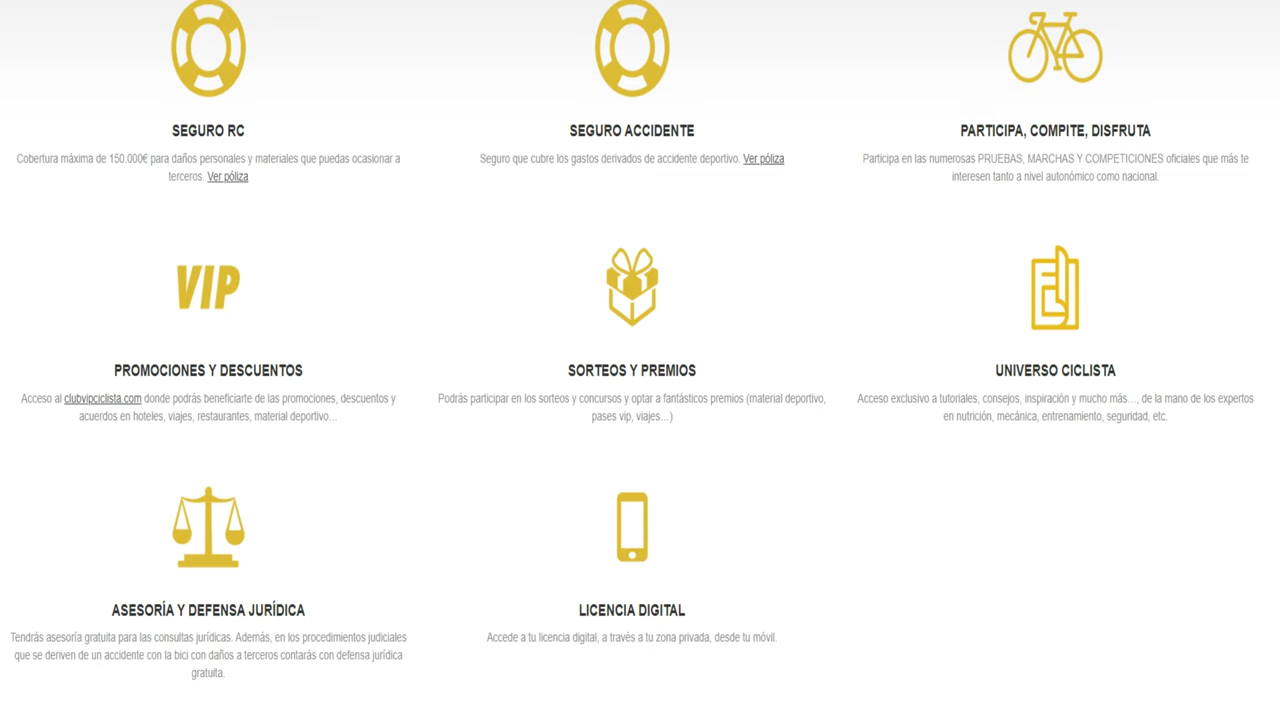 SEGURO RC
Cobertura máxima de 150.000€ para daños personales y materiales que puedas ocasionar a
terceros. Ver póliza
SEGURO ACCIDENTE
Seguro que cubre los gastos derivados de accidente deportivo. Ver póliza
PARTICIPA, COMPITE, DISFRUTA
Participa en las numerosas PRUEBAS, MARCHAS Y COMPETICIONES oficiales que más te
interesen tanto a nivel autonómico como nacional.
VIP
PROMOCIONES Y DESCUENTOS
Acceso al clubvipciclista.com donde podrás beneficiarte de las promociones, descuentos y
acuerdos en hoteles, viajes, restaurantes, material deportivo...
SORTEOS Y PREMIOS
Podrás participar en los sorteos y concursos y optar a fantásticos premios (material deportivo,
pases vip, viajes...)
UNIVERSO CICLISTA
Acceso exclusivo a tutoriales, consejos, inspiración y mucho más..., de la mano de los expertos
en nutrición, mecánica, entrenamiento, seguridad, etc.
ASESORÍA Y DEFENSA JURÍDICA
Tendrás asesoría gratuita para las consultas jurídicas. Además, en los procedimientos judiciales
que se deriven de un accidente con la bici con daños a terceros contarás con defensa jurídica
gratuita.
LICENCIA DIGITAL
Accede a tu licencia digital, a través a tu zona privada, desde tu móvil.